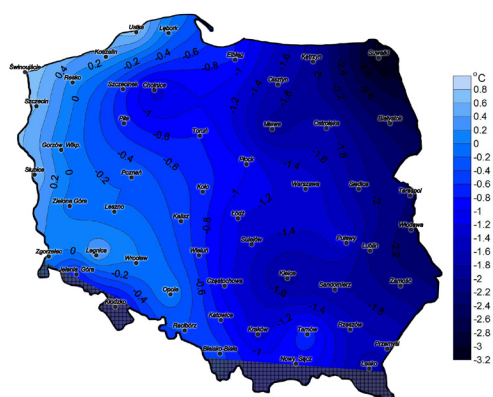 Ustka
Lębork
Koszalin
Świnoujście
Resko
Szczecinek
Chojnice
Elbląg
Kętrzyn
Suwałki
Olsztyn
Szczecin
Piła
Toruń
Mława
Ostrołęka
Białystok
Gorzów Wlkp.
Płock
Słubice
Poznań
Koło
Warszawa
Siedlce
Terespol
Zielona Góra
Leszno
Kalisz
Łódź
Włodawa
Zgorzelec
Legnica
Wrocław
Wieluń
Sulejów
Puławy
Lublin
Jelenia Góra
Opole
Częstochowa
Kielce
Sandomierz
Zamość
Kłodzko
Racibórz
Katowice
Kraków
Tarnów
Rzeszów
Przemyśl
Bielsko-Biała
Nowy Sącz
Lesko
°C
0.8
0.6
0.4
0.2
0
-0.2
-0.4
-0.6
-0.8
-1
-1.2
-1.4
-1.6
-1.8
-2
-2.2
-2.4
-2.6
-2.8
-3
-3.2